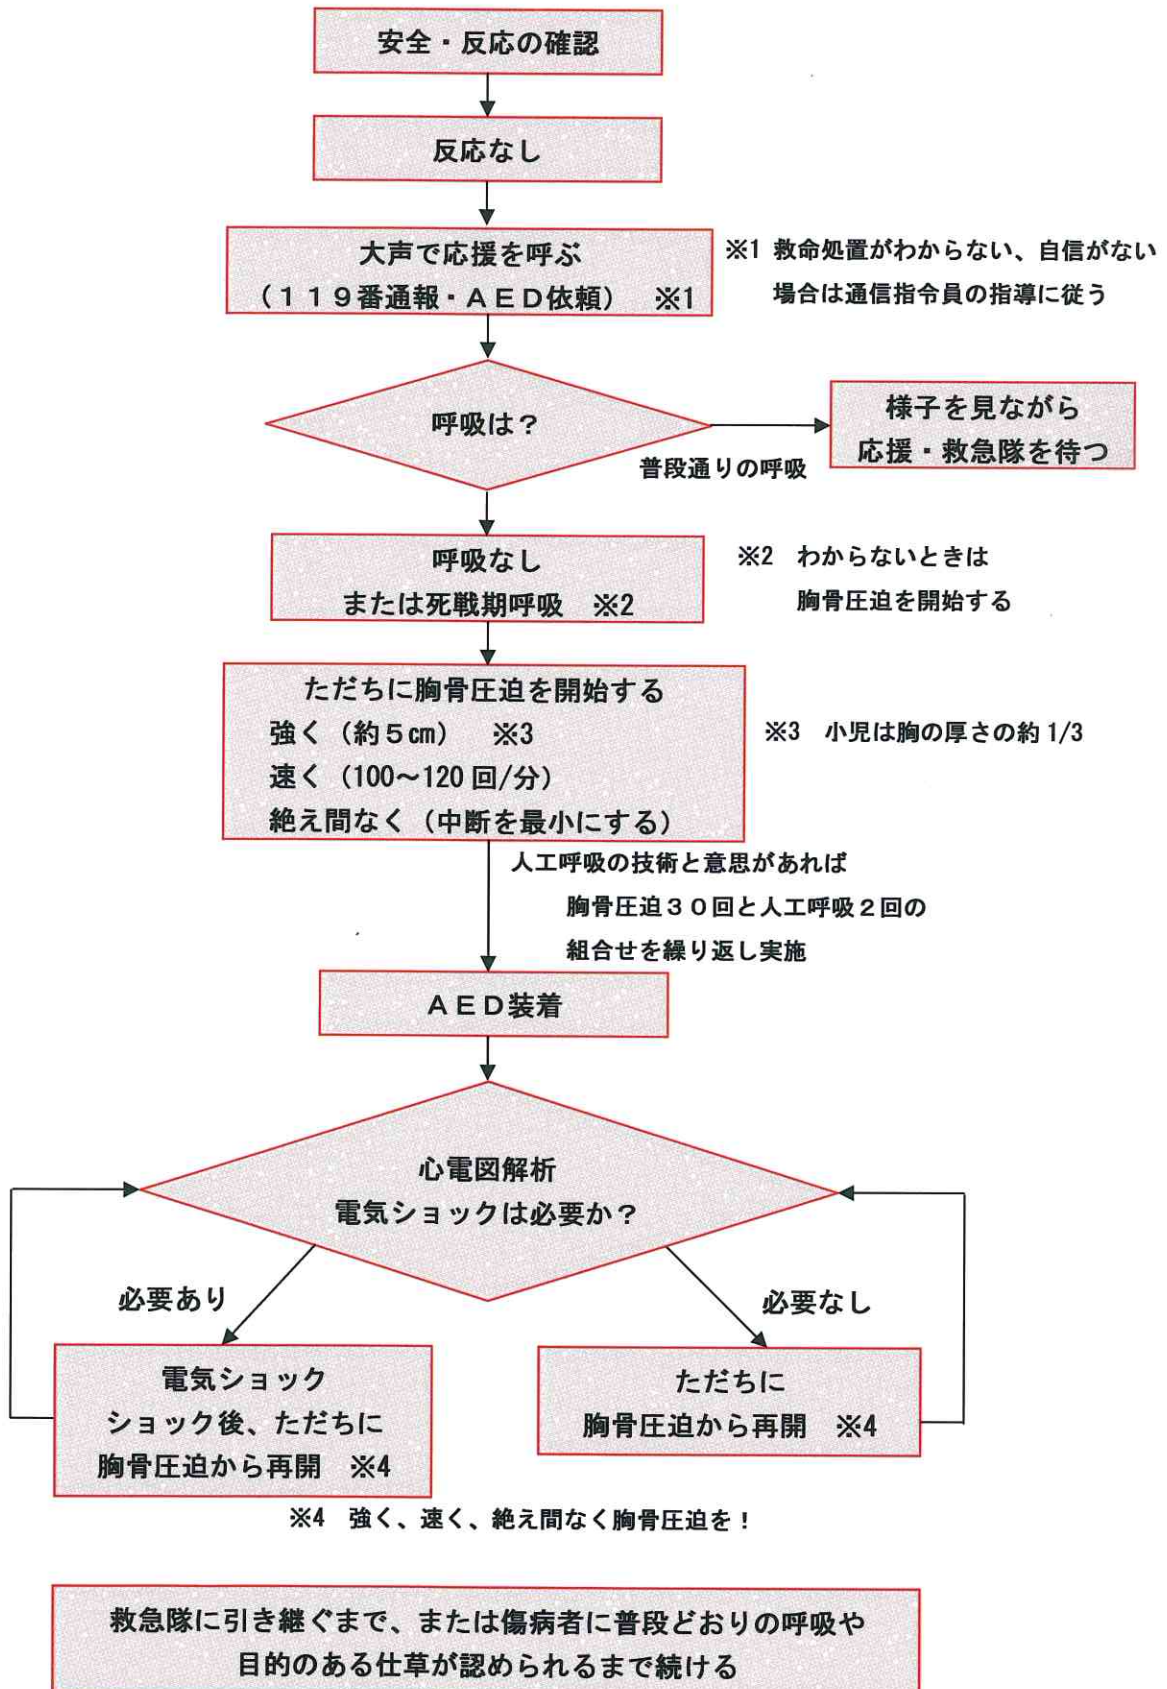 安全・反応の確認
反応なし
大声で応援を呼ぶ
（１１９番通報・ＡＥＤ依頼）　※1
※1 救命処置がわからない、自信がない
場合は通信指令員の指導に従う
呼吸は？
普段通りの呼吸
様子を見ながら
応援・救急隊を待つ
呼吸なし
または死戦期呼吸　※2
※2　わからないときは
胸骨圧迫を開始する
ただちに胸骨圧迫を開始する
強く（約５㎝）　※3
速く（100～120 回/分）
絶え間なく（中断を最小にする）
※3　小児は胸の厚さの約 1/3
人工呼吸の技術と意思があれば
胸骨圧迫３０回と人工呼吸２回の
組合せを繰り返し実施
ＡＥＤ装着
心電図解析
電気ショックは必要か？
必要あり
必要なし
電気ショック
ショック後、ただちに
胸骨圧迫から再開　※4
ただちに
胸骨圧迫から再開　※4
※4　強く、速く、絶え間なく胸骨圧迫を！
救急隊に引き継ぐまで、または傷病者に普段どおりの呼吸や
目的のある仕草が認められるまで続ける